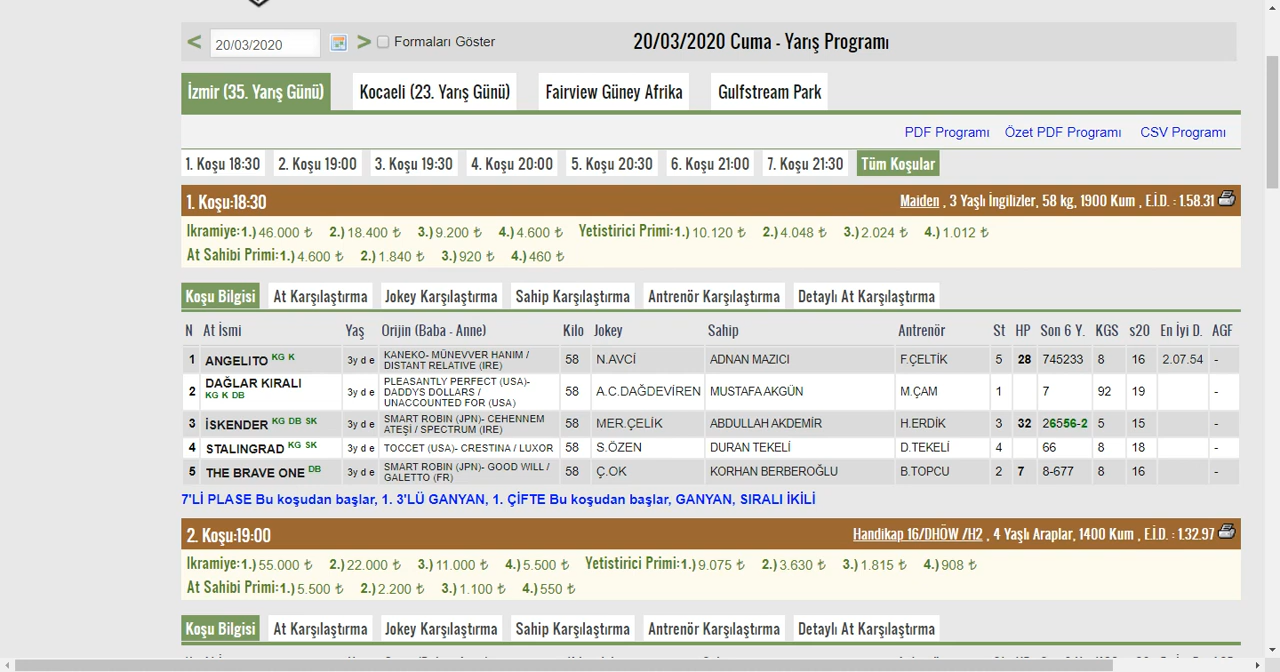 20/03/2020 Formaları Göster 20/03/2020 Cuma - Yarış Programı
İzmir (35. Yarış Günü) Kocaeli (23. Yarış Günü) Fairview Güney Afrika Gulfstream Park
PDF Programı Özet PDF Programı CSV Programı
1. Koşu 18:30 2. Koşu 19:00 3. Koşu 19:30 4. Koşu 20:00 5. Koşu 20:30 6. Koşu 21:00 7. Koşu 21:30 Tüm Koşular
1. Koşu:18:30 Maiden , 3 Yaşlı İngilizler, 58 kg, 1900 Kum , E.İ.D. : 1.58.31
Ikramiye:1.) 46.000 ₺ 2.) 18.400 ₺ 3.) 9.200 ₺ 4.) 4.600 ₺ Yetistirici Primi:1.) 10.120 ₺ 2.) 4.048 ₺ 3.) 2.024 ₺ 4.) 1.012 ₺
At Sahibi Primi:1.) 4.600 ₺ 2.) 1.840 ₺ 3.) 920 ₺ 4.) 460 ₺
Koşu Bilgisi At Karşılaştırma Jokey Karşılaştırma Sahip Karşılaştırma Antrenör Karşılaştırma Detaylı At Karşılaştırma
N At İsmi Yaş Orijin (Baba - Anne) Kilo Jokey Sahip Antrenör St HP Son 6 Y. KGS s20 En İyi D. AGF
1 ANGELITO KG K 3y d e KANEKO- MÜNEVVER HANIM / DISTANT RELATIVE (IRE) 58 N.AVCİ ADNAN MAZICI F.ÇELTİK 5 28 745233 8 16 2.07.54 -
2 DAĞLAR KIRALI KG K DB 3y d e PLEASANTLY PERFECT (USA)- DADDYS DOLLARS / UNACCOUNTED FOR (USA) 58 A.C.DAĞDEVİREN MUSTAFA AKGÜN M.ÇAM 1 7 92 19 -
3 İSKENDER KG DB SK 3y d e SMART ROBIN (JPN)- CEHENNEM ATEŞİ / SPECTRUM (IRE) 58 MER.ÇELİK ABDULLAH AKDEMİR H.ERDİK 3 32 26556-2 5 15 -
4 STALINGRAD KG SK 3y d e TOCCET (USA)- CRESTINA / LUXOR 58 S.ÖZEN DURAN TEKELİ D.TEKELİ 4 66 8 18 -
5 THE BRAVE ONE DB 3y d e SMART ROBIN (JPN)- GOOD WILL / GALETTO (FR) 58 Ç.OK KORHAN BERBEROĞLU B.TOPCU 2 7 8-677 8 16 -
7'Lİ PLASE Bu koşudan başlar, 1. 3'LÜ GANYAN, 1. ÇİFTE Bu koşudan başlar, GANYAN, SIRALI İKİLİ
2. Koşu:19:00 Handikap 16/DHÖW /H2 , 4 Yaşlı Araplar, 1400 Kum , E.İ.D. : 1.32.97
Ikramiye:1.) 55.000 ₺ 2.) 22.000 ₺ 3.) 11.000 ₺ 4.) 5.500 ₺ Yetistirici Primi:1.) 9.075 ₺ 2.) 3.630 ₺ 3.) 1.815 ₺ 4.) 908 ₺
At Sahibi Primi:1.) 5.500 ₺ 2.) 2.200 ₺ 3.) 1.100 ₺ 4.) 550 ₺
Koşu Bilgisi At Karşılaştırma Jokey Karşılaştırma Sahip Karşılaştırma Antrenör Karşılaştırma Detaylı At Karşılaştırma